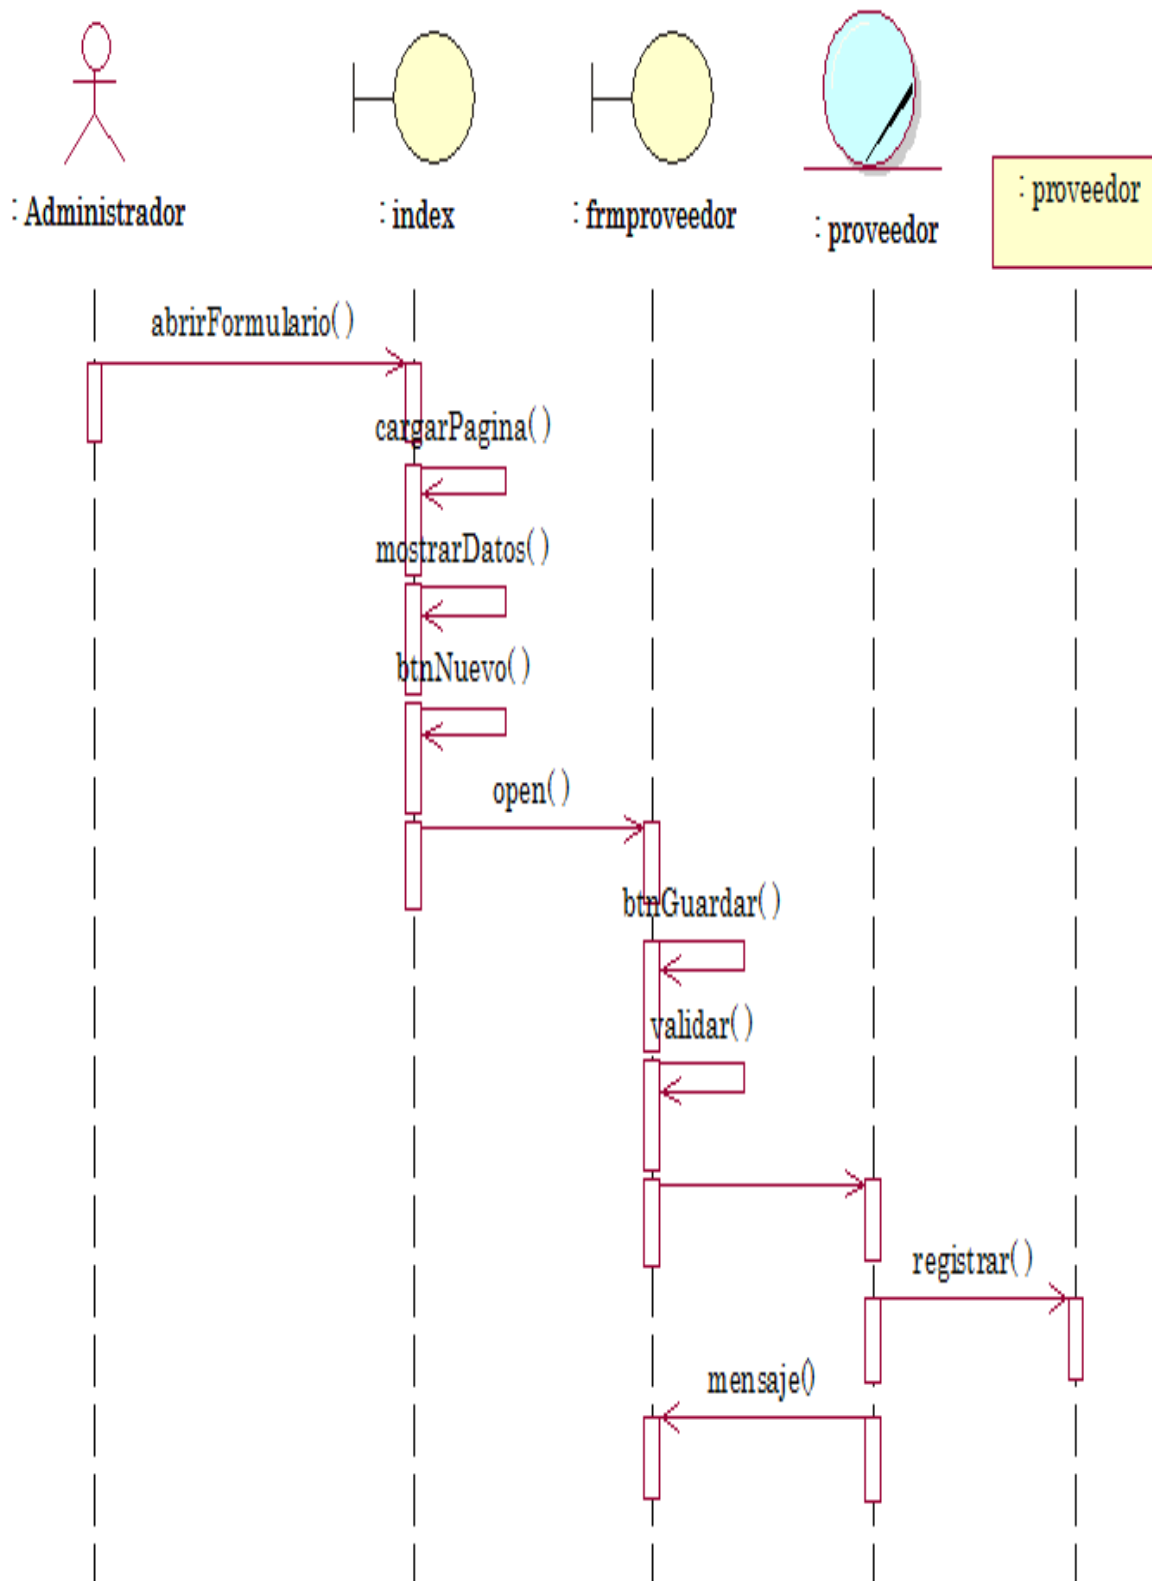 : Administrador
: index
: frmproveedor
: proveedor
: proveedor
abrirFormulario( )
cargarPagina( )
mostrarDatos( )
btnNuevo( )
open( )
btnGuardar( )
validar( )
registrar( )
mensaje()